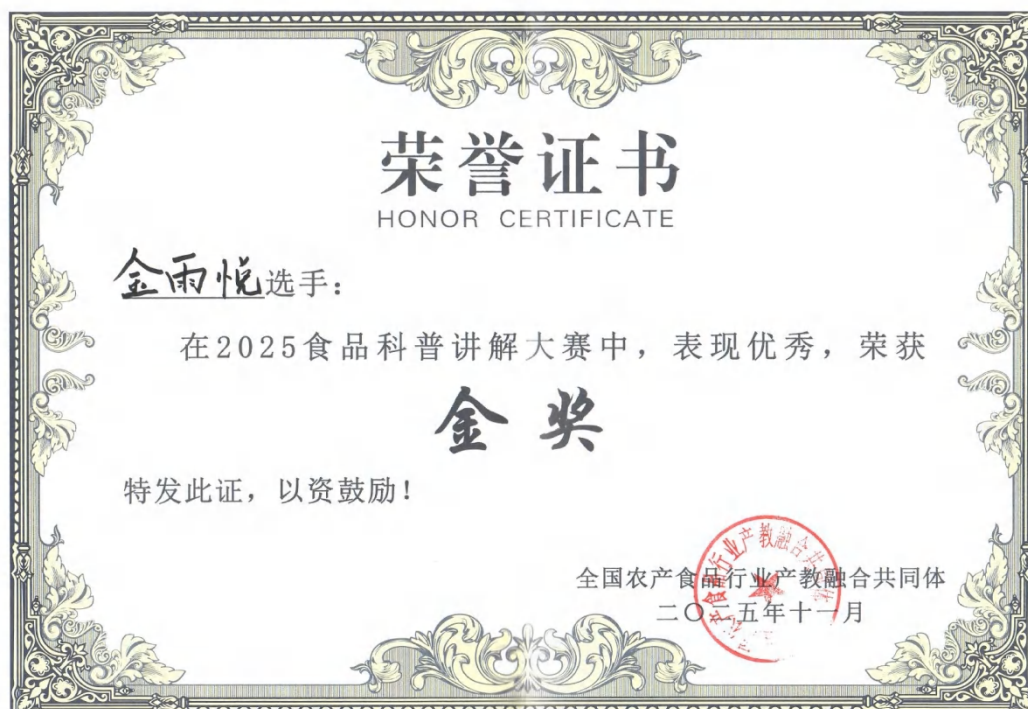 荣誉证书
HONOR CERTIFICATE
金雨悦选手：
在2025食品科普讲解大赛中，表现优秀，荣获
金奖
特发此证，以资鼓励！
全国农产食品行业产教融合共同体
二〇二五年十一月